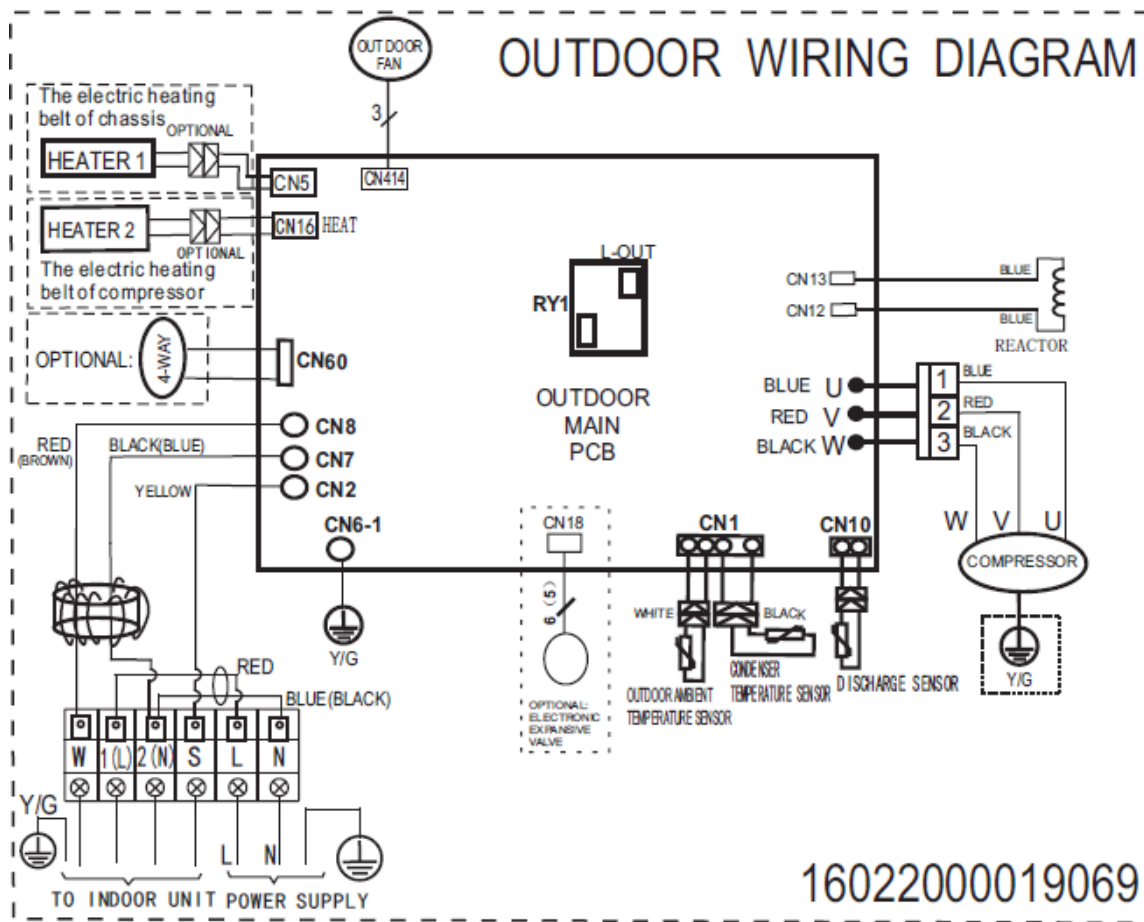 OUTDOOR WIRING DIAGRAM
OUTDOOR
FAN
3
CN414
The electric heating
belt of chassis
OPTIONAL
HEATER 1
CN5
HEATER 2
CN16 HEAT
OPTIONAL
The electric heating
belt of compressor
OPTIONAL:
4-WAY
CN60
L-OUT
RY1
OUTDOOR
MAIN
PCB
CN13
BLUE
CN12
BLUE
REACTOR
BLUE U
RED V
BLACK W
1
BLUE
2
RED
3
BLACK
W V U
COMPRESSOR
Y/G
RED
(BROWN)
BLACK(BLUE)
YELLOW
CN8
CN7
CN2
CN6-1
Y/G
CN18
6 (5)
OPTIONAL:
ELECTRONIC
EXPANSIVE
VALVE
CN1
CN10
WHITE
BLACK
OUTDOOR AMBIENT
TEMPERATURE SENSOR
CONDENSER
TEMPERATURE SENSOR
DISCHARGE SENSOR
RED
BLUE(BLACK)
W 1(L) 2(N) S L N
Y/G
L N
TO INDOOR UNIT POWER SUPPLY
16022000019069